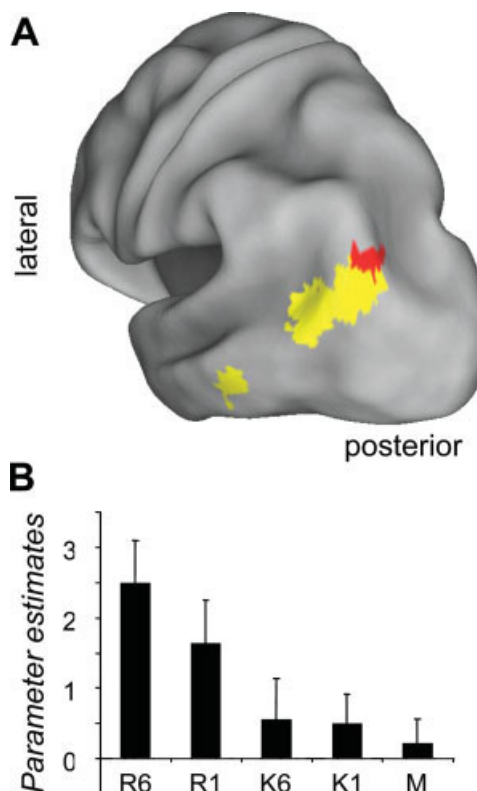 A
lateral
posterior
B
Parameter estimates
3
2
1
0
R6 R1 K6 K1 M